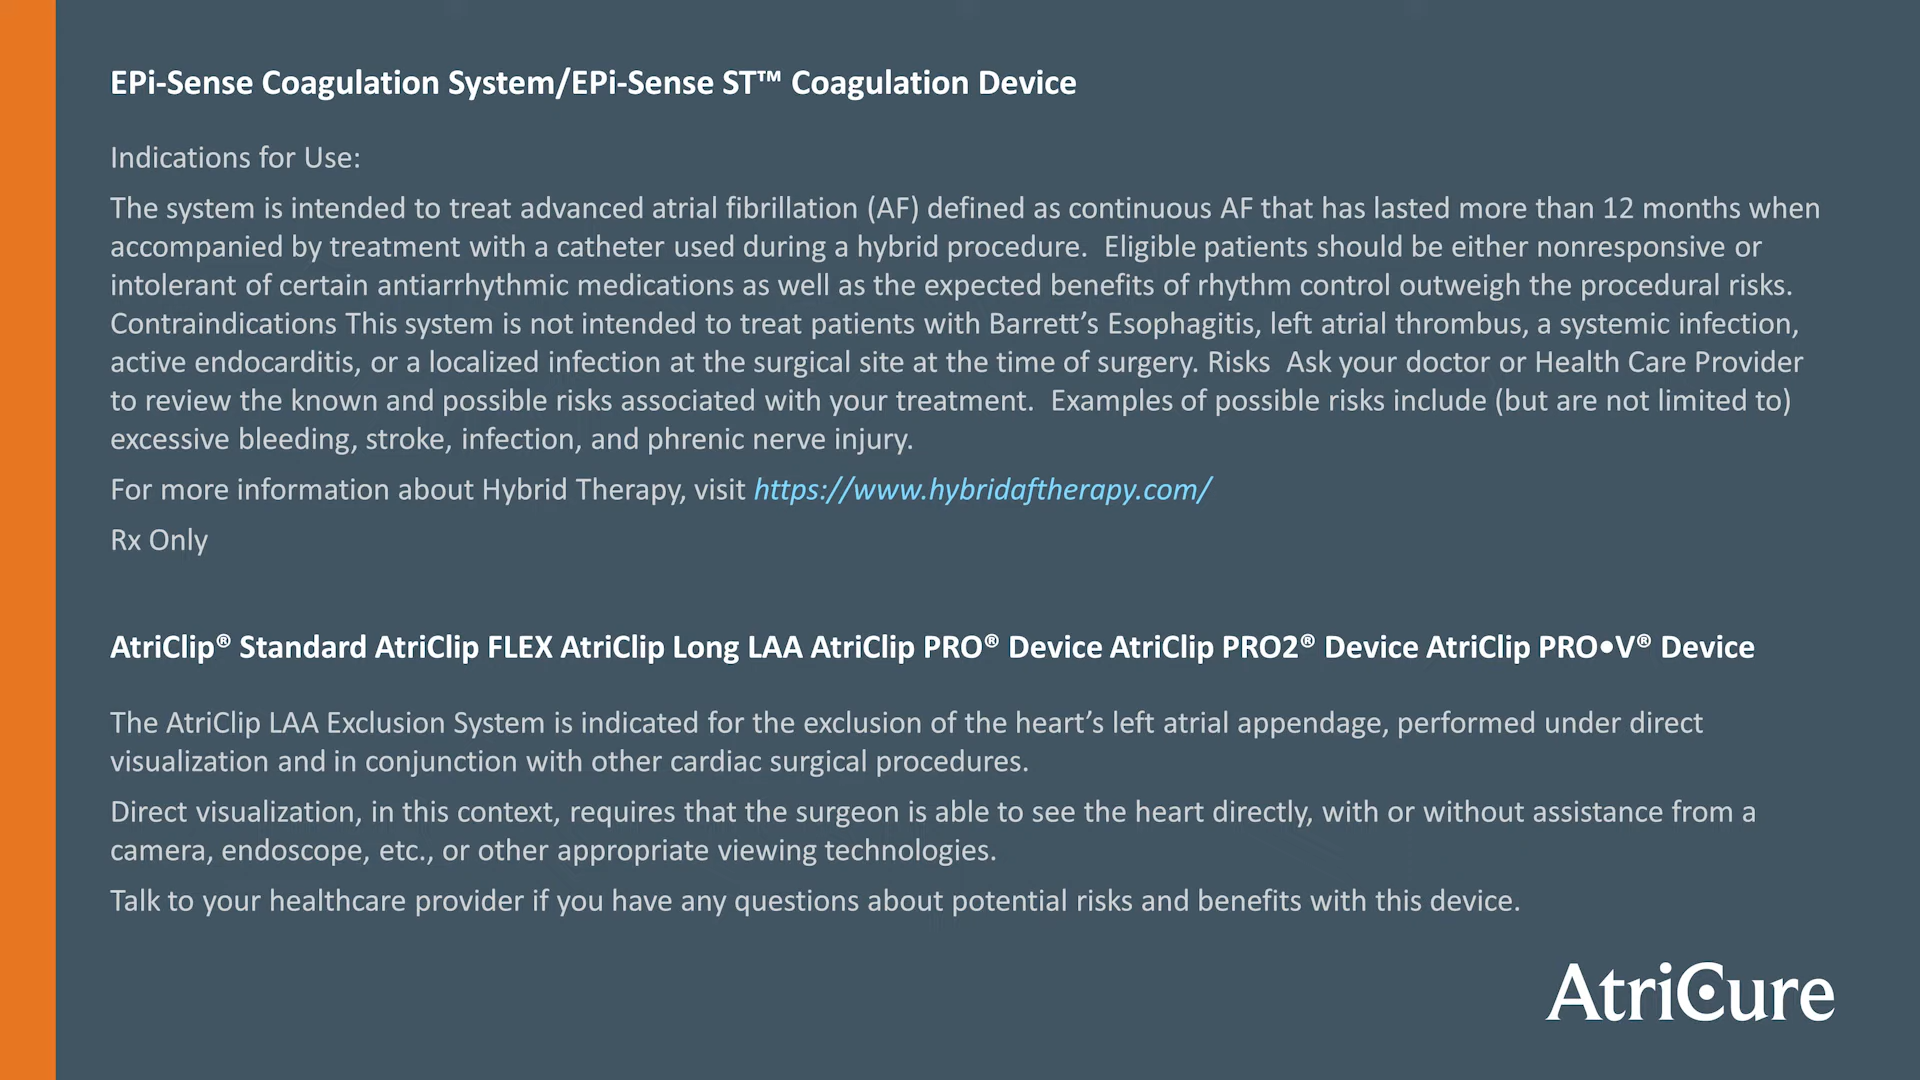 EPi-Sense Coagulation System/EPi-Sense ST™ Coagulation Device
Indications for Use:
The system is intended to treat advanced atrial fibrillation (AF) defined as continuous AF that has lasted more than 12 months when
accompanied by treatment with a catheter used during a hybrid procedure.  Eligible patients should be either nonresponsive or
intolerant of certain antiarrhythmic medications as well as the expected benefits of rhythm control outweigh the procedural risks.
Contraindications This system is not intended to treat patients with Barrett’s Esophagitis, left atrial thrombus, a systemic infection,
active endocarditis, or a localized infection at the surgical site at the time of surgery. Risks  Ask your doctor or Health Care Provider
to review the known and possible risks associated with your treatment.  Examples of possible risks include (but are not limited to)
excessive bleeding, stroke, infection, and phrenic nerve injury.
For more information about Hybrid Therapy, visit https://www.hybridaftherapy.com/
Rx Only
AtriClip® Standard AtriClip FLEX AtriClip Long LAA AtriClip PRO® Device AtriClip PRO2® Device AtriClip PRO•V® Device
The AtriClip LAA Exclusion System is indicated for the exclusion of the heart’s left atrial appendage, performed under direct
visualization and in conjunction with other cardiac surgical procedures.
Direct visualization, in this context, requires that the surgeon is able to see the heart directly, with or without assistance from a
camera, endoscope, etc., or other appropriate viewing technologies.
Talk to your healthcare provider if you have any questions about potential risks and benefits with this device.
AtriCure